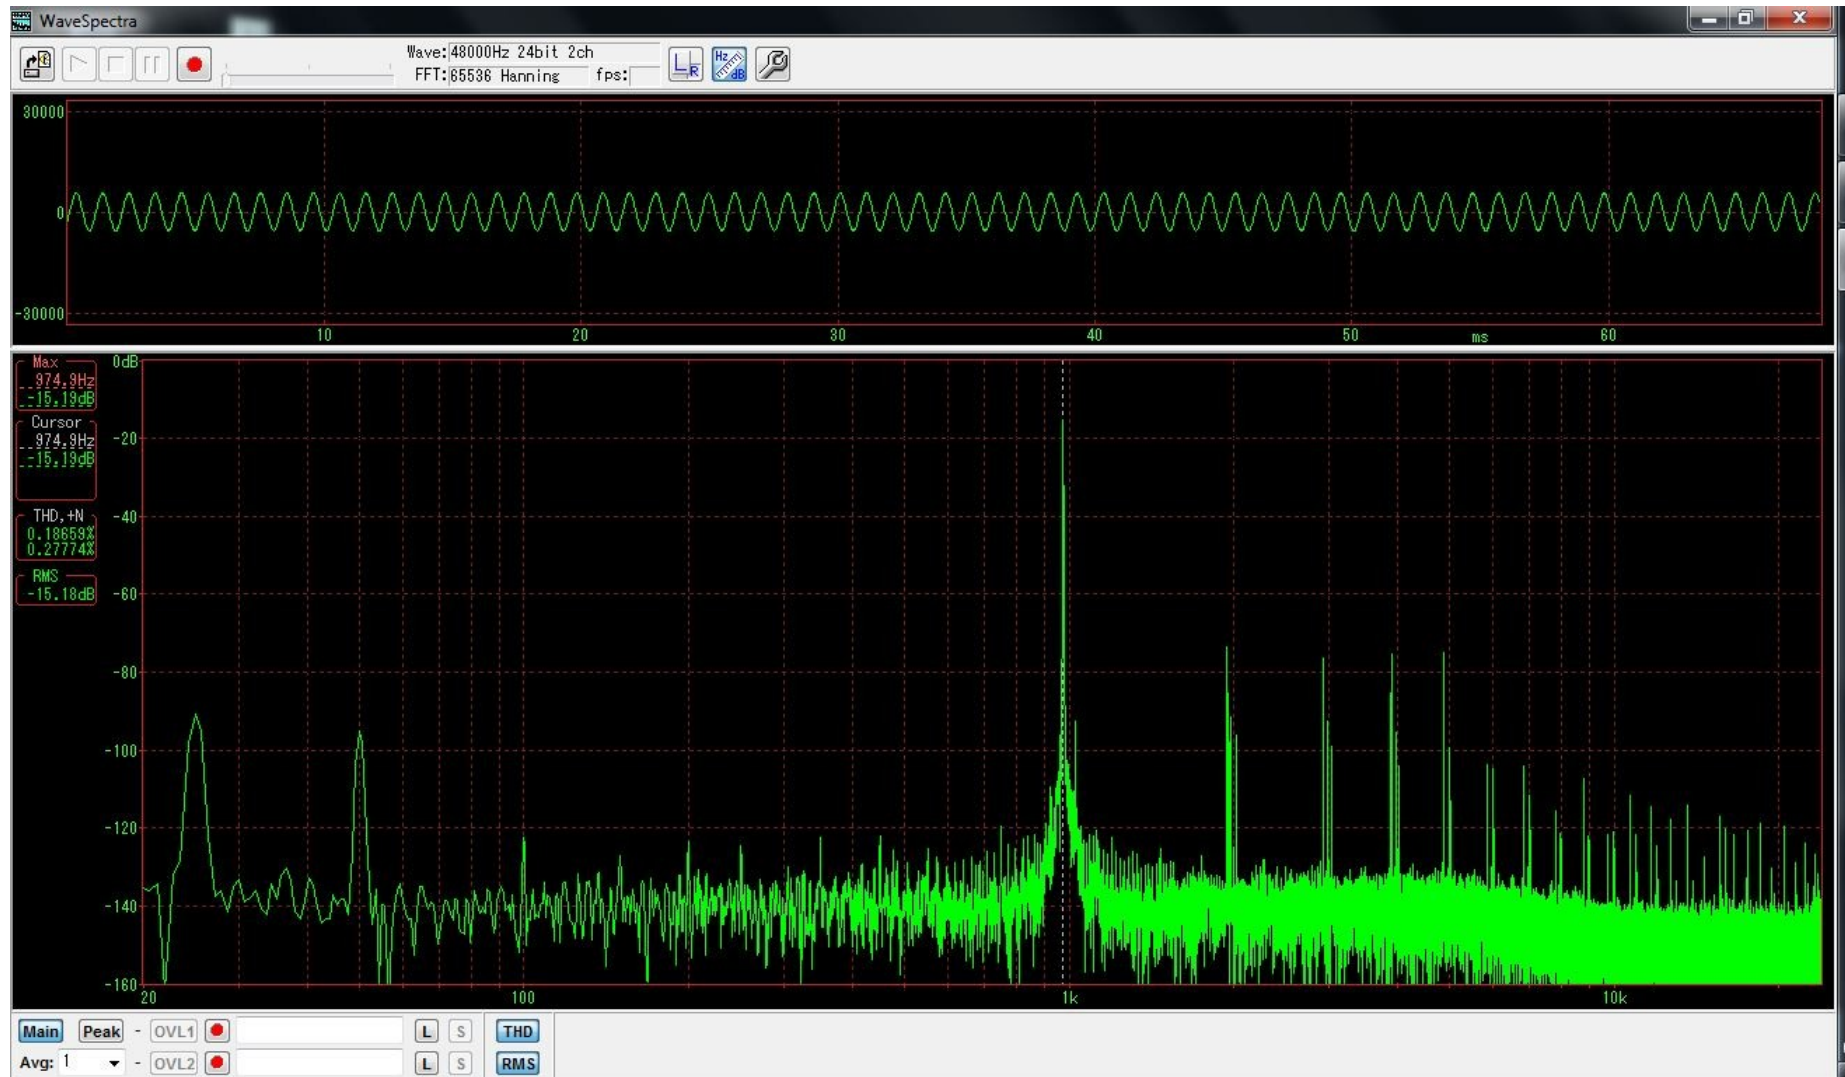 WaveSpectra
Wave: 48000Hz 24bit 2ch
FFT: 65536 Hanning fps:
L R
Hz dB
30000
0
-30000
10 20 30 40 50 ms 60
Max
974.9Hz
-15.19dB
Cursor
974.9Hz
-15.19dB
THD,+N
0.18659%
0.27774%
RMS
-15.18dB
0dB
-20
-40
-60
-80
-100
-120
-140
-160
20 100 1k 10k
Main Peak - OVL1 L S THD
Avg: 1 - OVL2 L S RMS